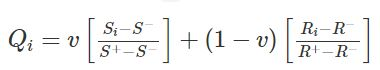 Q_i = v [ (S_i − S^−) / (S^+ − S^−) ] + (1 − v) [ (R_i − R^−) / (R^+ − R^−) ]